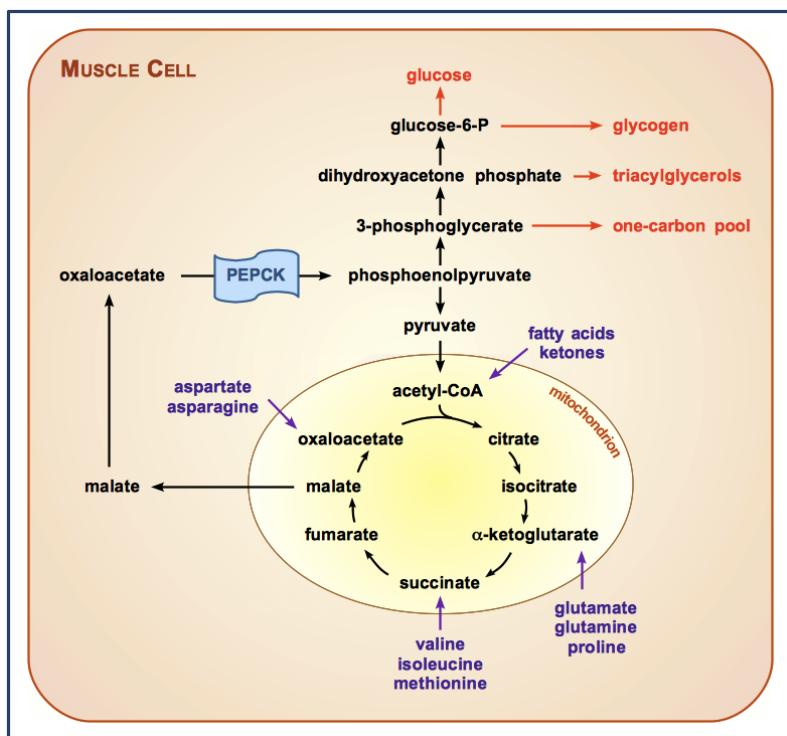 MUSCLE CELL
glucose
glucose-6-P
glycogen
dihydroxyacetone phosphate
triacylglycerols
3-phosphoglycerate
one-carbon pool
oxaloacetate
PEPCK
phosphoenolpyruvate
pyruvate
fatty acids
ketones
aspartate
asparagine
acetyl-CoA
mitochondrion
oxaloacetate
citrate
malate
malate
isocitrate
fumarate
α-ketoglutarate
succinate
glutamate
glutamine
proline
valine
isoleucine
methionine